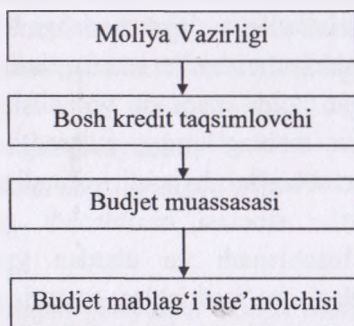 Moliya Vazirligi
Bosh kredit taqsimlovchi
Budjet muassasasi
Budjet mablag‘i iste’molchisi